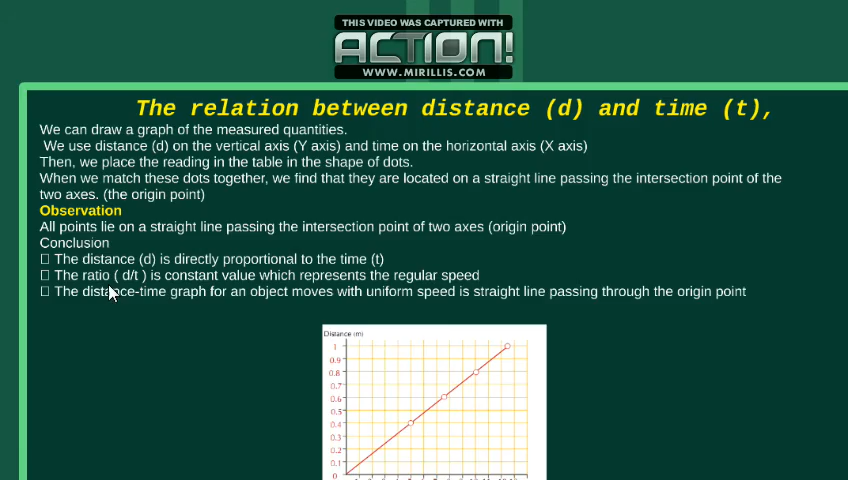 THIS VIDEO WAS CAPTURED WITH
ACTION!
WWW.MIRILLIS.COM
The relation between distance (d) and time (t),
We can draw a graph of the measured quantities.
We use distance (d) on the vertical axis (Y axis) and time on the horizontal axis (X axis)
Then, we place the reading in the table in the shape of dots.
When we match these dots together, we find that they are located on a straight line passing the intersection point of the
two axes. (the origin point)
Observation
All points lie on a straight line passing the intersection point of two axes (origin point)
Conclusion
The distance (d) is directly proportional to the time (t)
The ratio ( d/t ) is constant value which represents the regular speed
The distance-time graph for an object moves with uniform speed is straight line passing through the origin point
Distance (m)
1
0.9
0.8
0.7
0.6
0.5
0.4
0.3
0.2
0.1
0